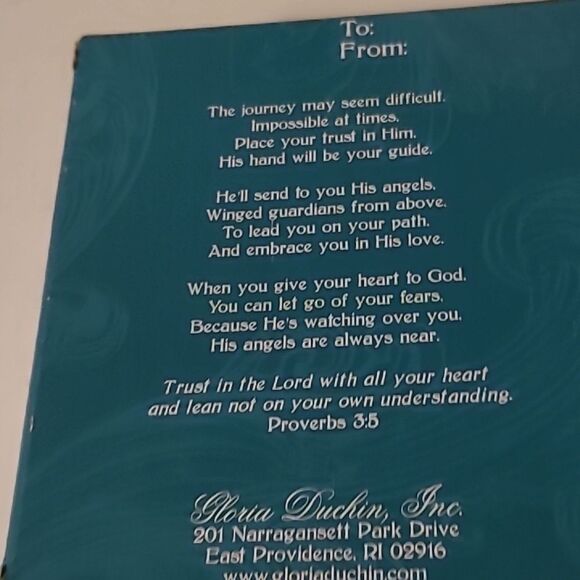 To:
From:
The journey may seem difficult.
Impossible at times.
Place your trust in Him.
His hand will be your guide.
He'll send to you His angels.
Winged guardians from above.
To lead you on your path.
And embrace you in His love.
When you give your heart to God.
You can let go of your fears.
Because He's watching over you.
His angels are always near.
Trust in the Lord with all your heart
and lean not on your own understanding.
Proverbs 3:5
Gloria Duchin, Inc.
201 Narragansett Park Drive
East Providence, RI 02916
www.gloriaduchin.com